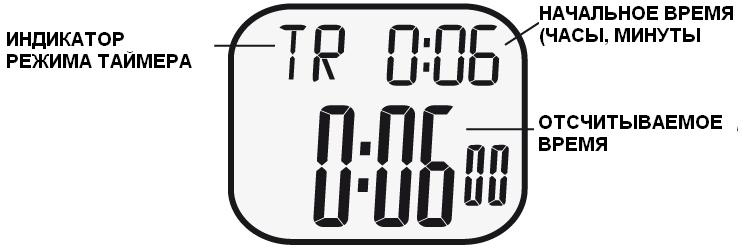 ИНДИКАТОР
РЕЖИМА ТАЙМЕРА
TR 0:06
НАЧАЛЬНОЕ ВРЕМЯ
(ЧАСЫ, МИНУТЫ
0:06 00
ОТСЧИТЫВАЕМОЕ
ВРЕМЯ